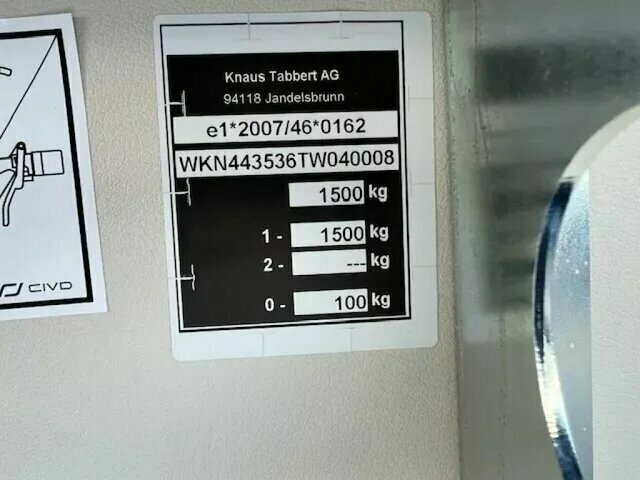 Knaus Tabbert AG
94118 Jandelsbrunn
e1*2007/46*0162
WKN443536TW040008
1500 kg
1 - 1500 kg
2 - --- kg
0 - 100 kg
CIVD